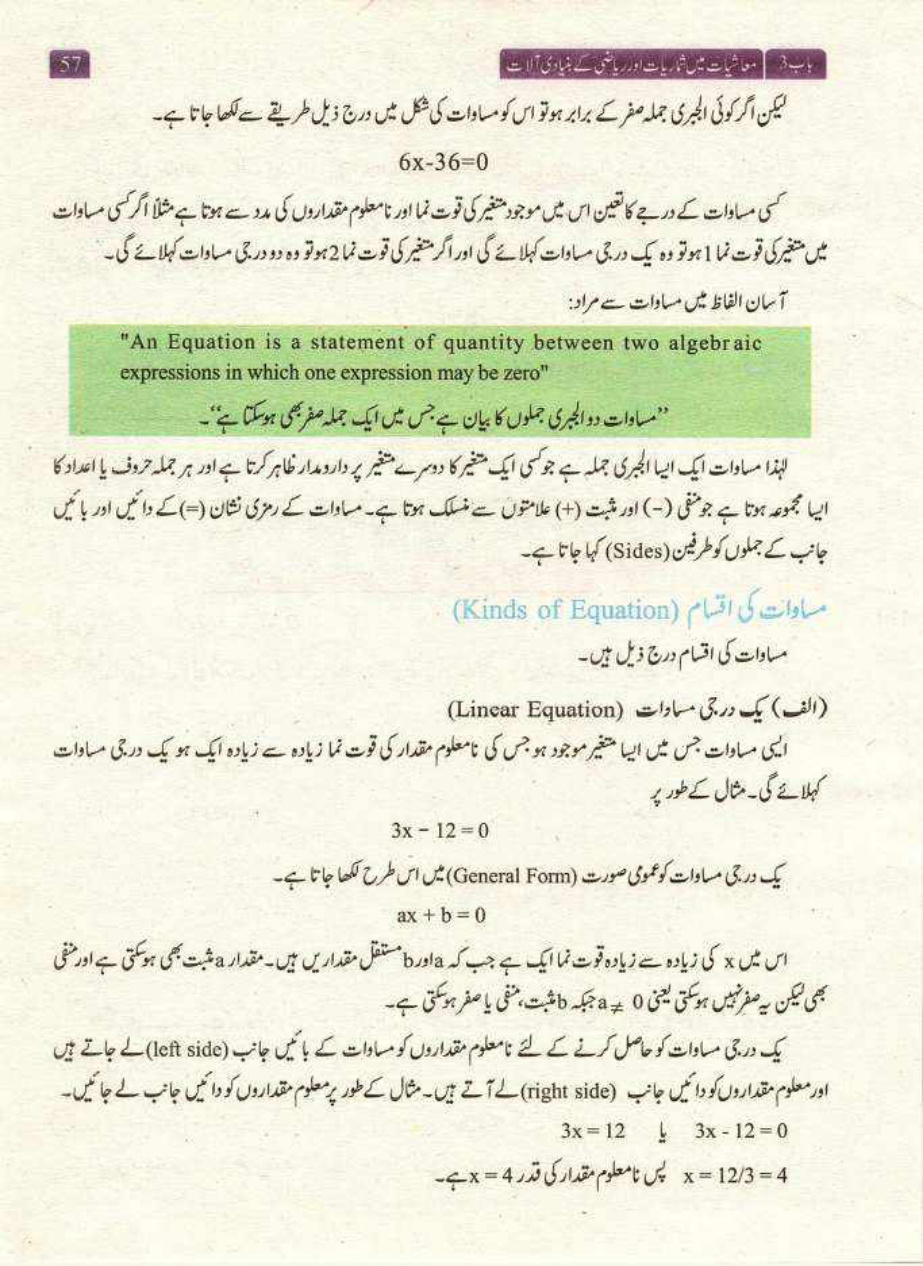 باب 3 معاشیات میں شماریات اور ریاضی کے بنیادی آلات 57
لیکن اگر کوئی الجبری جملہ صفر کے برابر ہو تو اس کو مساوات کی شکل میں درج ذیل طریقے سے لکھا جاتا ہے۔
6x-36=0
کسی مساوات کے درجے کا تعین اس میں موجود متغیر کی قوت نما اور نامعلوم مقداروں کی مدد سے ہوتا ہے مثلاً اگر کسی مساوات
میں متغیر کی قوت نما 1 ہو تو وہ یک درجی مساوات کہلائے گی اور اگر متغیر کی قوت نما 2 ہو تو وہ دو درجی مساوات کہلائے گی۔
آسان الفاظ میں مساوات سے مراد:
"An Equation is a statement of quantity between two algebraic
expressions in which one expression may be zero"
”مساوات دو الجبری جملوں کا بیان ہے جس میں ایک جملہ صفر بھی ہو سکتا ہے“۔
لہٰذا مساوات ایک ایسا الجبری جملہ ہے جو کسی ایک متغیر کا دوسرے متغیر پر دارومدار ظاہر کرتا ہے اور ہر جملہ حروف یا اعداد کا
ایسا مجموعہ ہوتا ہے جو منفی (−) اور مثبت (+) علامتوں سے منسلک ہوتا ہے۔ مساوات کے رمزی نشان (=) کے دائیں اور بائیں
جانب کے جملوں کو طرفین (Sides) کہا جاتا ہے۔
مساوات کی اقسام (Kinds of Equation)
مساوات کی اقسام درج ذیل ہیں۔
(الف) یک درجی مساوات (Linear Equation)
ایسی مساوات جس میں ایسا متغیر موجود ہو جس کی نامعلوم مقدار کی قوت نما زیادہ سے زیادہ ایک ہو یک درجی مساوات
کہلائے گی۔ مثال کے طور پر
3x − 12 = 0
یک درجی مساوات کو عمومی صورت (General Form) میں اس طرح لکھا جاتا ہے۔
ax + b = 0
اس میں x کی زیادہ سے زیادہ قوت نما ایک ہے جب کہ a اور b مستقل مقداریں ہیں۔ مقدار a مثبت بھی ہو سکتی ہے اور منفی
بھی لیکن یہ صفر نہیں ہو سکتی یعنی a ≠ 0 جبکہ b مثبت، منفی یا صفر ہو سکتی ہے۔
یک درجی مساوات کو حاصل کرنے کے لئے نامعلوم مقداروں کو مساوات کے بائیں جانب (left side) لے جاتے ہیں
اور معلوم مقداروں کو دائیں جانب (right side) لے آتے ہیں۔ مثال کے طور پر معلوم مقداروں کو دائیں جانب لے جائیں۔
3x - 12 = 0 یا 3x = 12
x = 12/3 = 4 پس نامعلوم مقدار کی قدر x = 4 ہے۔